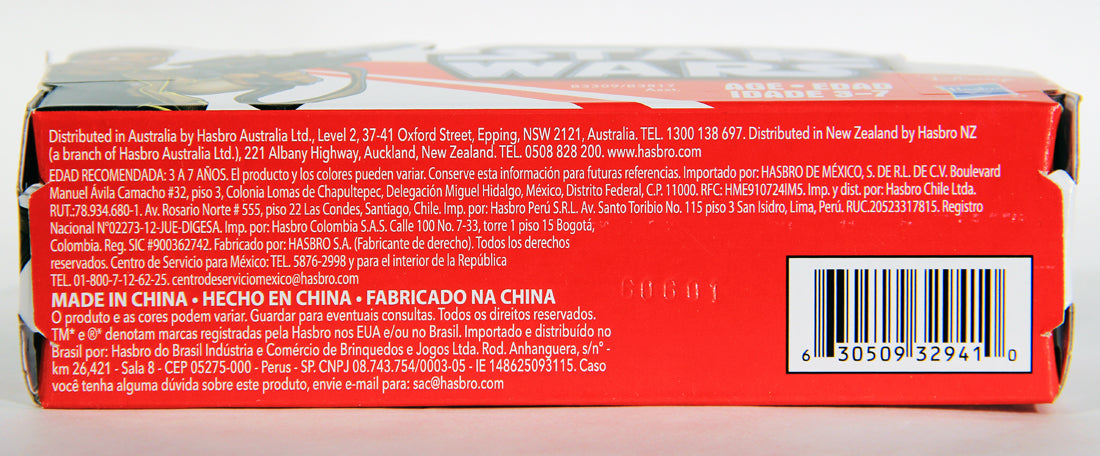 STAR
WARS
B3309/B3817
Asst.
AGE • EDAD
IDADE 3-7
Disney
Hasbro
Distributed in Australia by Hasbro Australia Ltd., Level 2, 37-41 Oxford Street, Epping, NSW 2121, Australia. TEL. 1300 138 697. Distributed in New Zealand by Hasbro NZ
(a branch of Hasbro Australia Ltd.), 221 Albany Highway, Auckland, New Zealand. TEL. 0508 828 200. www.hasbro.com
EDAD RECOMENDADA: 3 A 7 AÑOS. El producto y los colores pueden variar. Conserve esta información para futuras referencias. Importado por: HASBRO DE MÉXICO, S. DE R.L. DE C.V. Boulevard
Manuel Ávila Camacho #32, piso 3, Colonia Lomas de Chapultepec, Delegación Miguel Hidalgo, México, Distrito Federal, C.P. 11000. RFC: HME910724IM5. Imp. y dist. por: Hasbro Chile Ltda.
RUT:78.934.680-1. Av. Rosario Norte # 555, piso 22 Las Condes, Santiago, Chile. Imp. por: Hasbro Perú S.R.L. Av. Santo Toribio No. 115 piso 3 San Isidro, Lima, Perú. RUC.20523317815. Registro
Nacional N°02273-12-JUE-DIGESA. Imp. por: Hasbro Colombia S.A.S. Calle 100 No. 7-33, torre 1 piso 15 Bogotá,
Colombia. Reg. SIC #900362742. Fabricado por: HASBRO S.A. (Fabricante de derecho). Todos los derechos
reservados. Centro de Servicio para México: TEL. 5876-2998 y para el interior de la República
TEL. 01-800-7-12-62-25. centrodeserviciomexico@hasbro.com
MADE IN CHINA • HECHO EN CHINA • FABRICADO NA CHINA
O produto e as cores podem variar. Guardar para eventuais consultas. Todos os direitos reservados.
TM* e ®* denotam marcas registradas pela Hasbro nos EUA e/ou no Brasil. Importado e distribuído no
Brasil por: Hasbro do Brasil Indústria e Comércio de Brinquedos e Jogos Ltda. Rod. Anhanguera, s/nº -
km 26,421 - Sala 8 - CEP 05275-000 - Perus - SP. CNPJ 08.743.754/0003-05 - IE 148625093115. Caso
você tenha alguma dúvida sobre este produto, envie e-mail para: sac@hasbro.com
60601
6 30509 32941 0